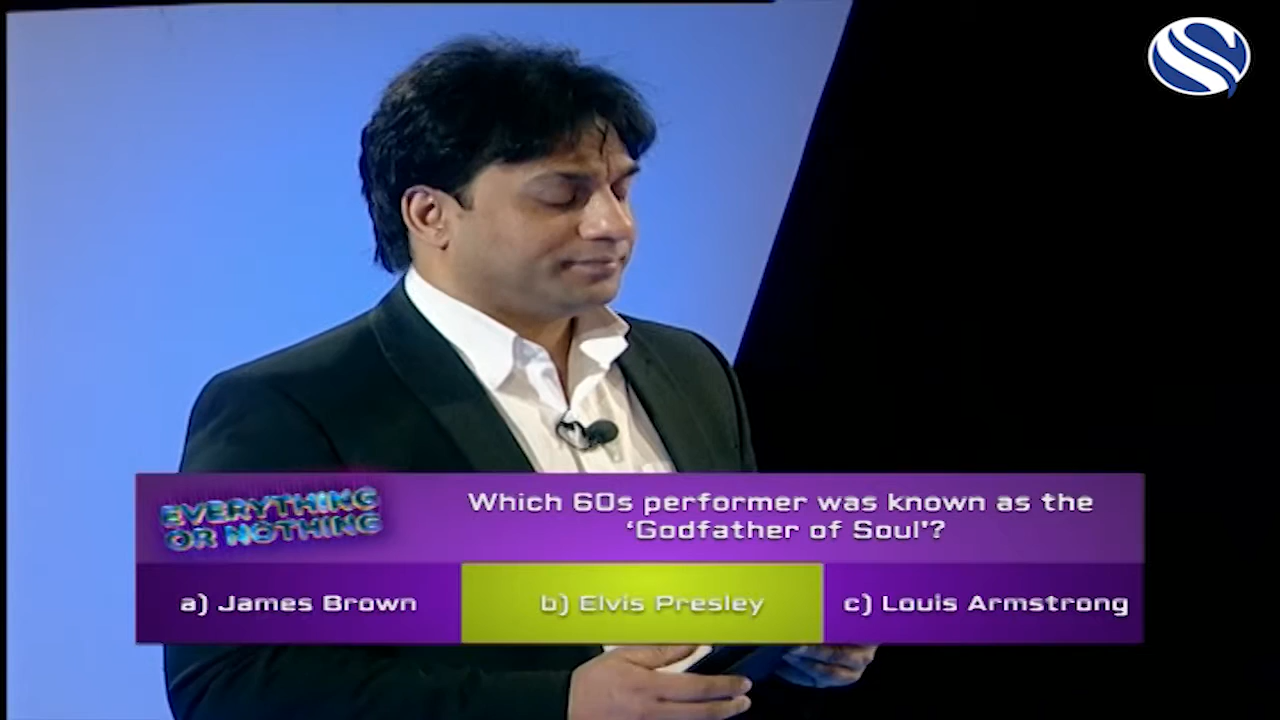 EVERYTHING
OR NOTHING
Which 60s performer was known as the
‘Godfather of Soul’?
a) James Brown
b) Elvis Presley
c) Louis Armstrong